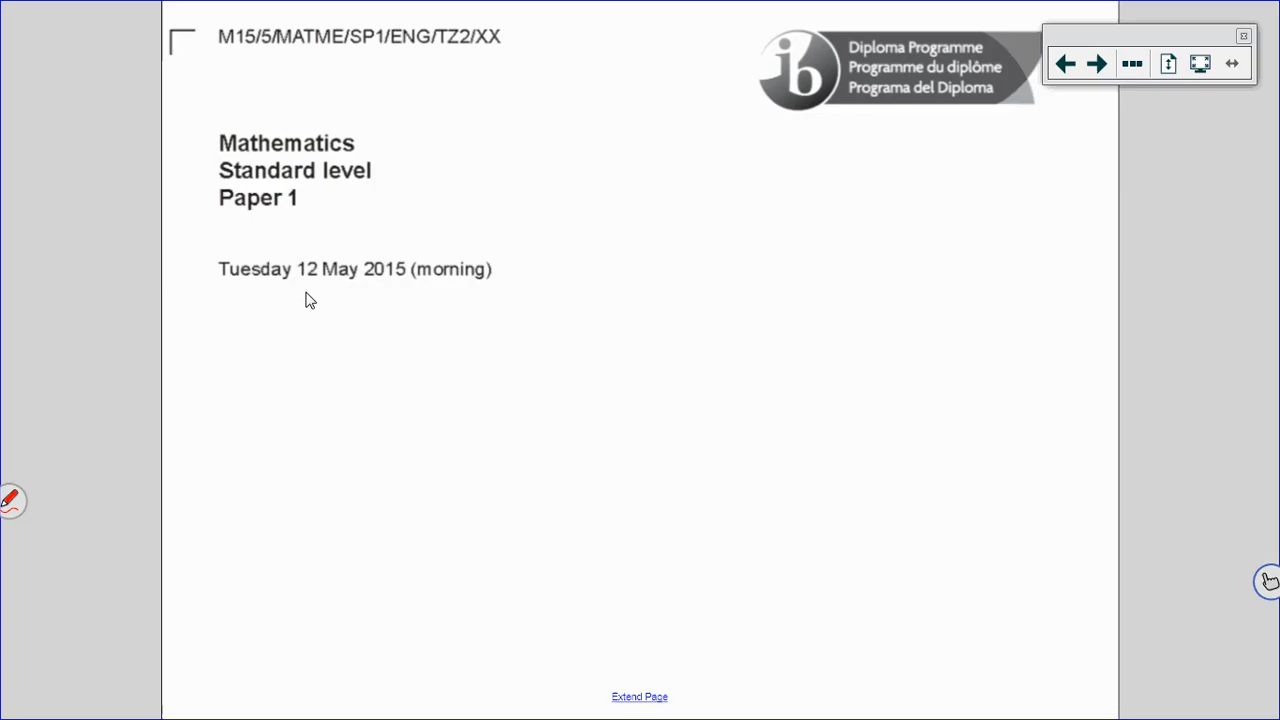 M15/5/MATME/SP1/ENG/TZ2/XX
ib
Diploma Programme
Programme du diplôme
Programa del Diploma
Mathematics
Standard level
Paper 1
Tuesday 12 May 2015 (morning)
Extend Page